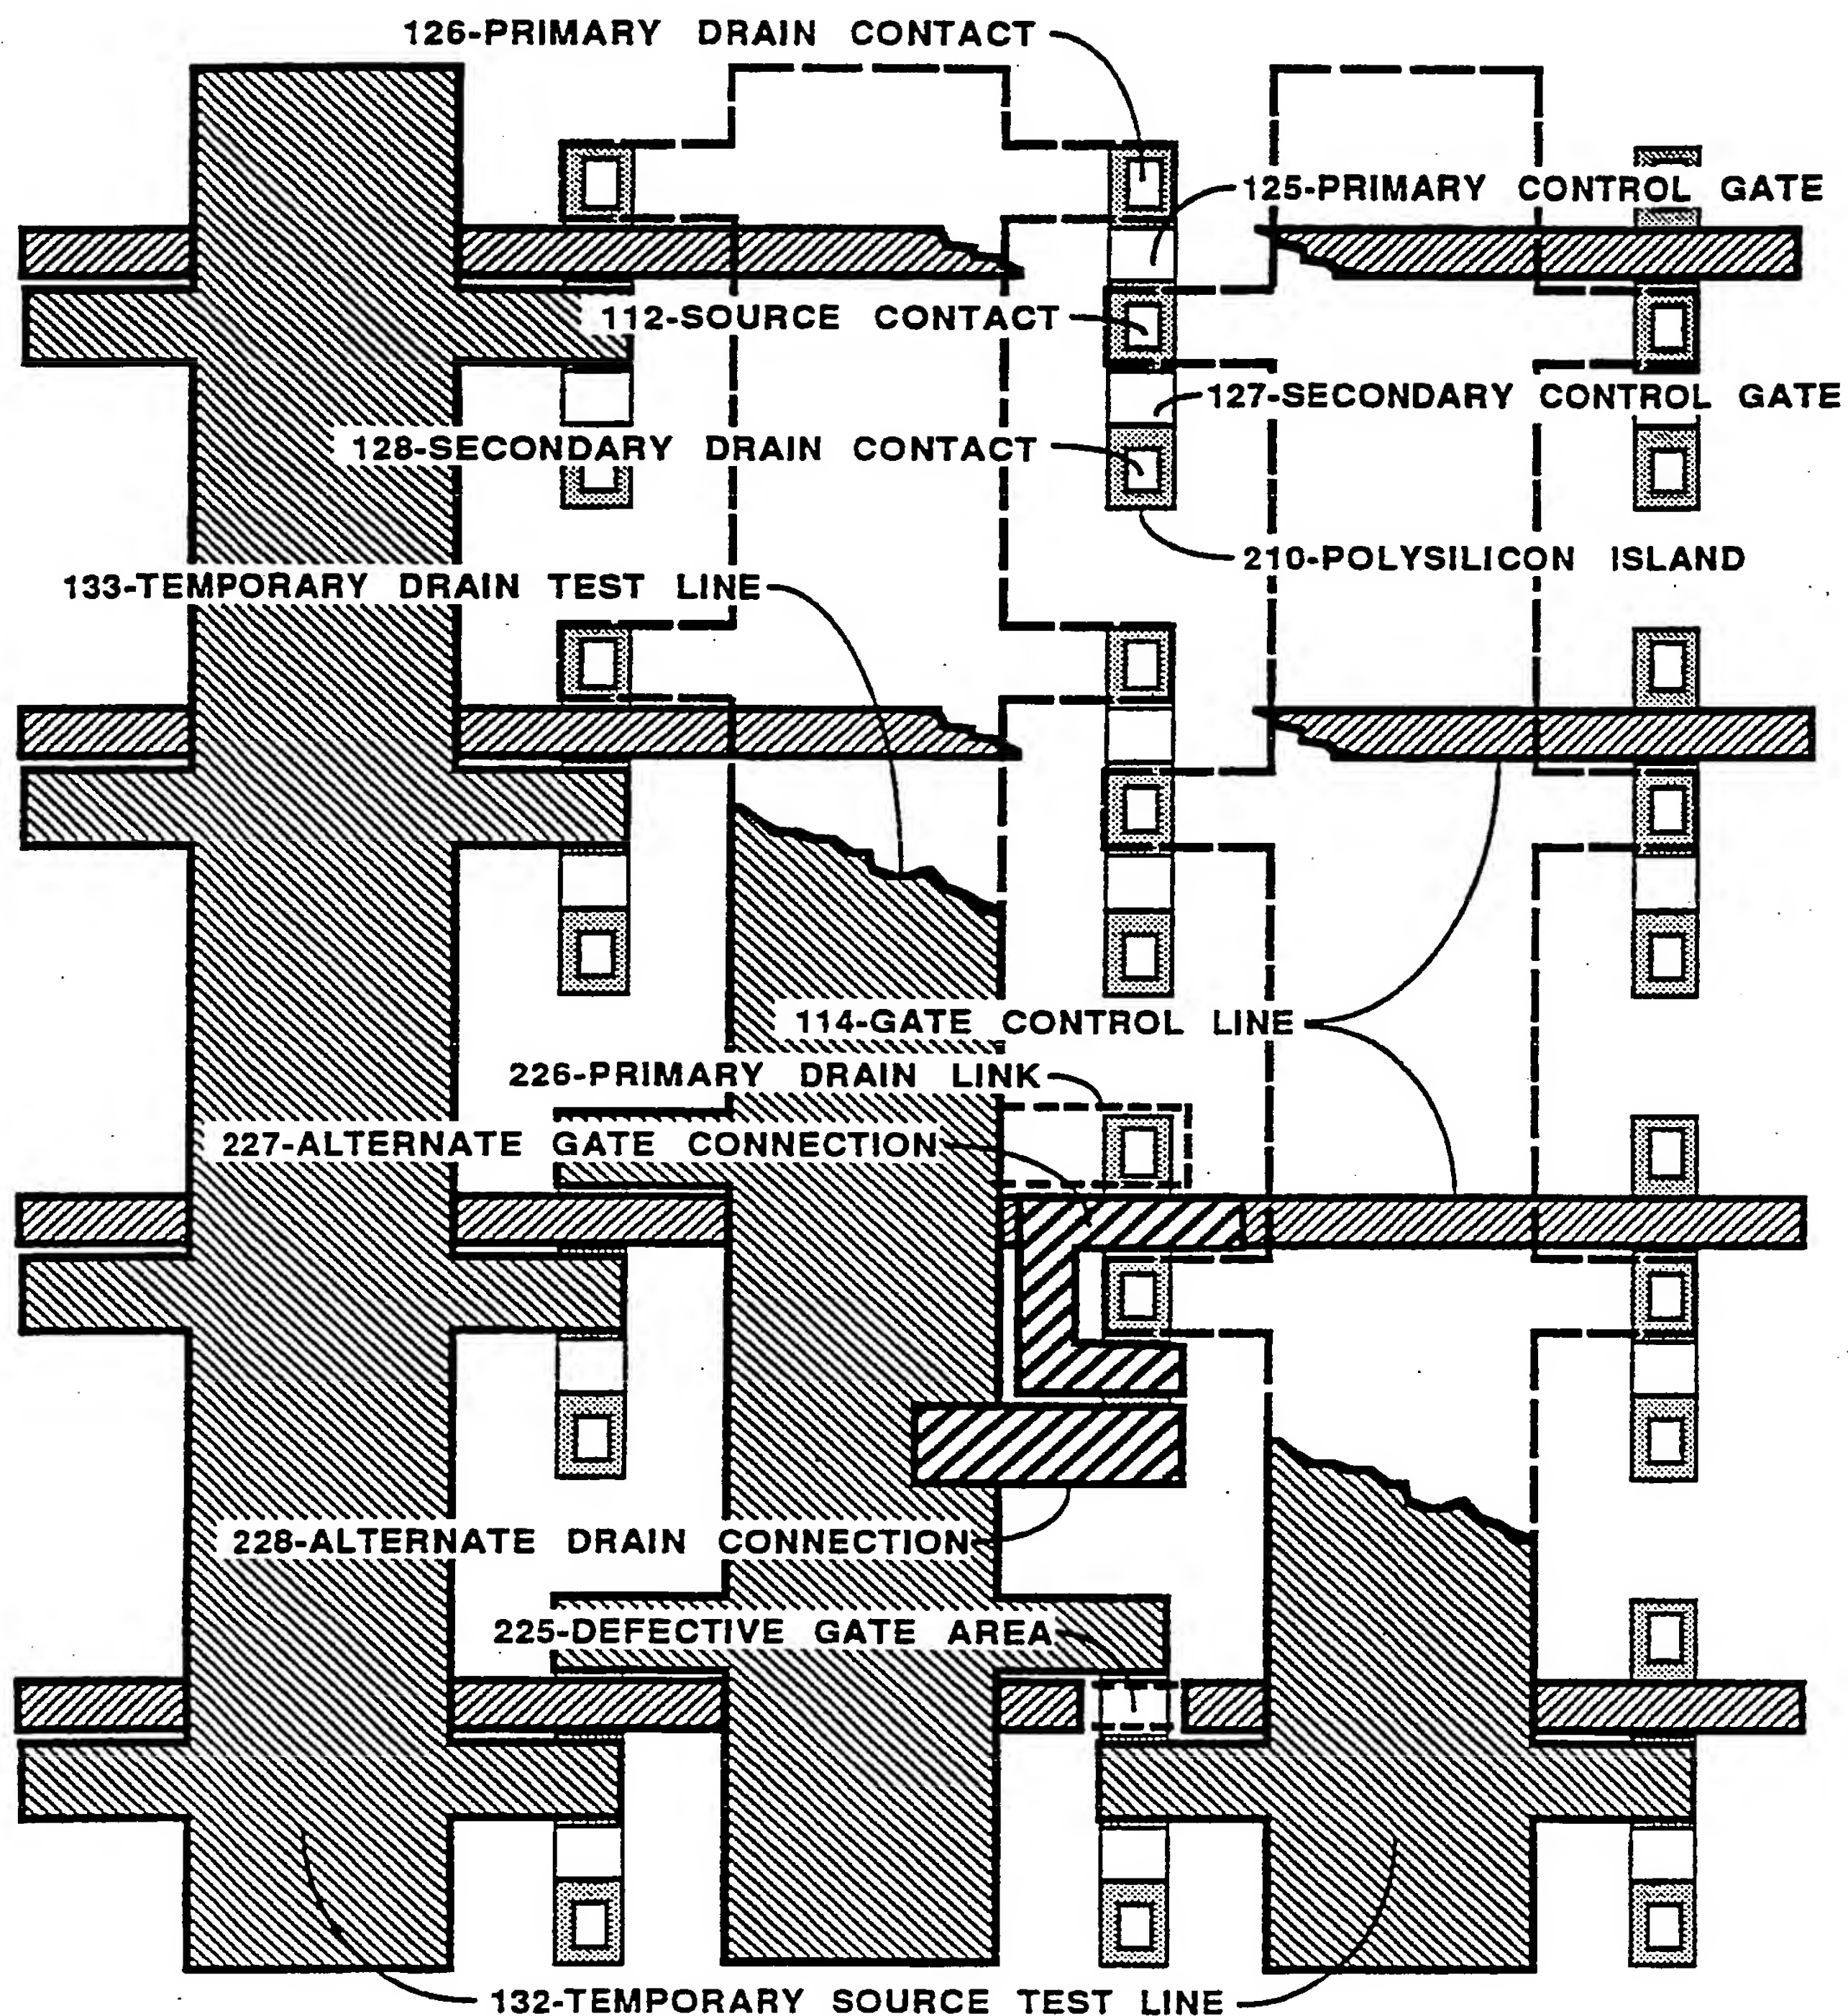 126-PRIMARY DRAIN CONTACT
125-PRIMARY CONTROL GATE
112-SOURCE CONTACT
127-SECONDARY CONTROL GATE
128-SECONDARY DRAIN CONTACT
210-POLYSILICON ISLAND
133-TEMPORARY DRAIN TEST LINE
114-GATE CONTROL LINE
226-PRIMARY DRAIN LINK
227-ALTERNATE GATE CONNECTION
228-ALTERNATE DRAIN CONNECTION
225-DEFECTIVE GATE AREA
132-TEMPORARY SOURCE TEST LINE